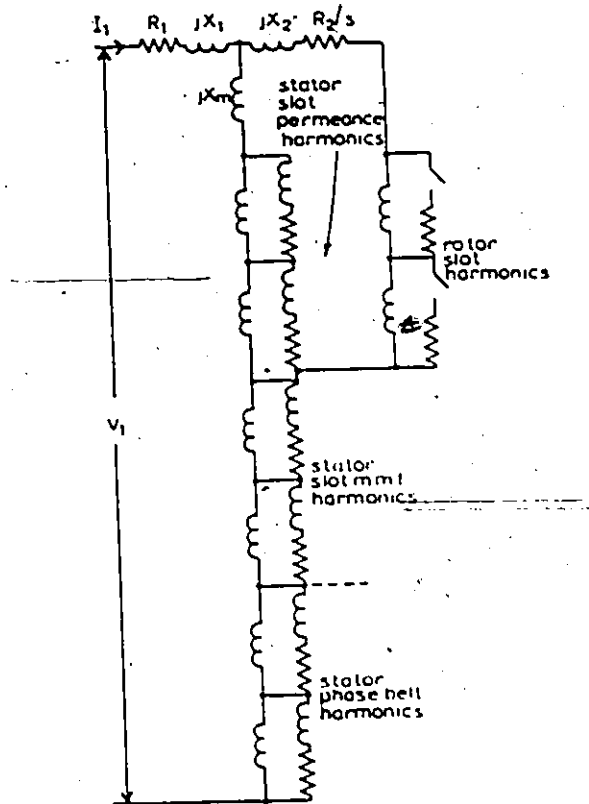 I₁ R₁ jX₁ jX₂ R₂/s
jXm
stator
slot
permeance
harmonics
rotor
slot
harmonics
V₁
stator
slot mmf
harmonics
stator
phase belt
harmonics